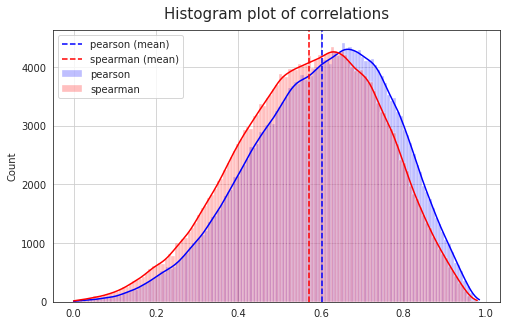 Histogram plot of correlations
pearson (mean)
spearman (mean)
pearson
spearman
Count
4000
3000
2000
1000
0
0.0 0.2 0.4 0.6 0.8 1.0